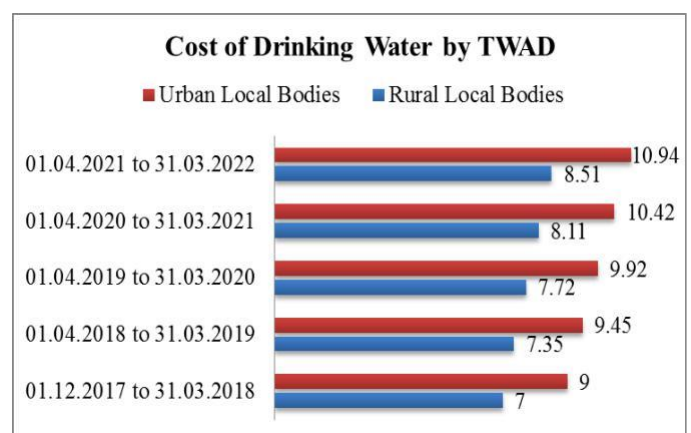 Cost of Drinking Water by TWAD
Urban Local Bodies Rural Local Bodies
01.04.2021 to 31.03.2022 10.94
8.51
01.04.2020 to 31.03.2021 10.42
8.11
01.04.2019 to 31.03.2020 9.92
7.72
01.04.2018 to 31.03.2019 9.45
7.35
01.12.2017 to 31.03.2018 9
7